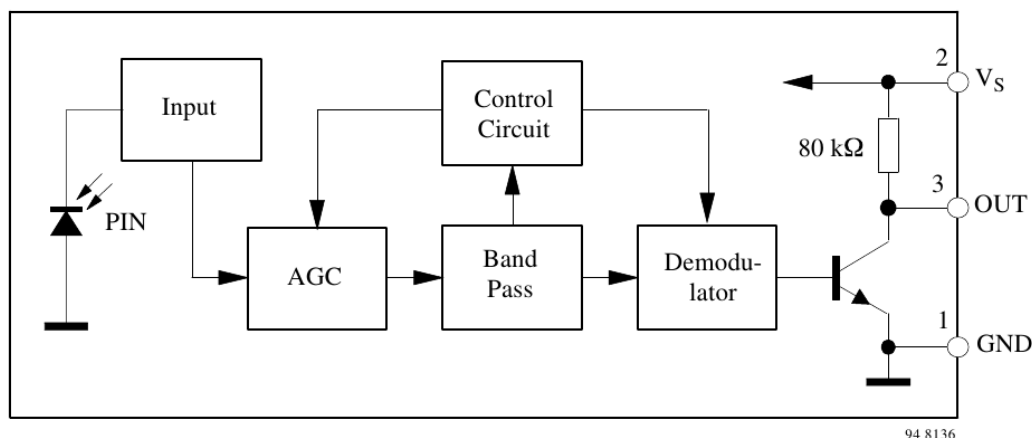 Input
PIN
AGC
Control
Circuit
Band
Pass
Demodu-
lator
80 kΩ
2
V_S
3
OUT
1
GND
94 8136